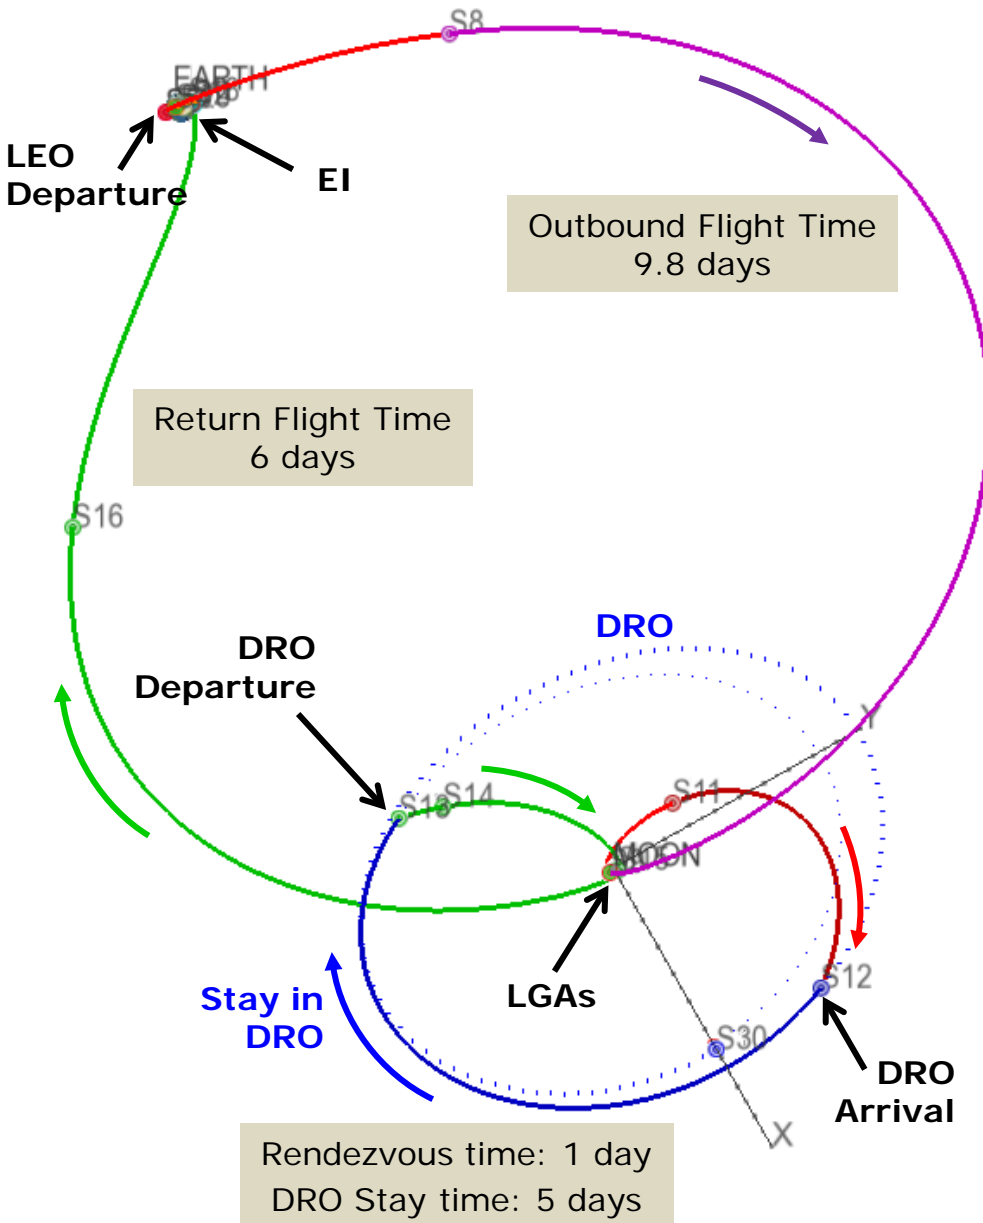 S8
EARTH
LEO
Departure
EI
Outbound Flight Time
9.8 days
Return Flight Time
6 days
S16
DRO
DRO
Departure
Y
S14
S11
MOON
S12
LGAs
Stay in
DRO
S30
DRO
Arrival
X
Rendezvous time: 1 day
DRO Stay time: 5 days